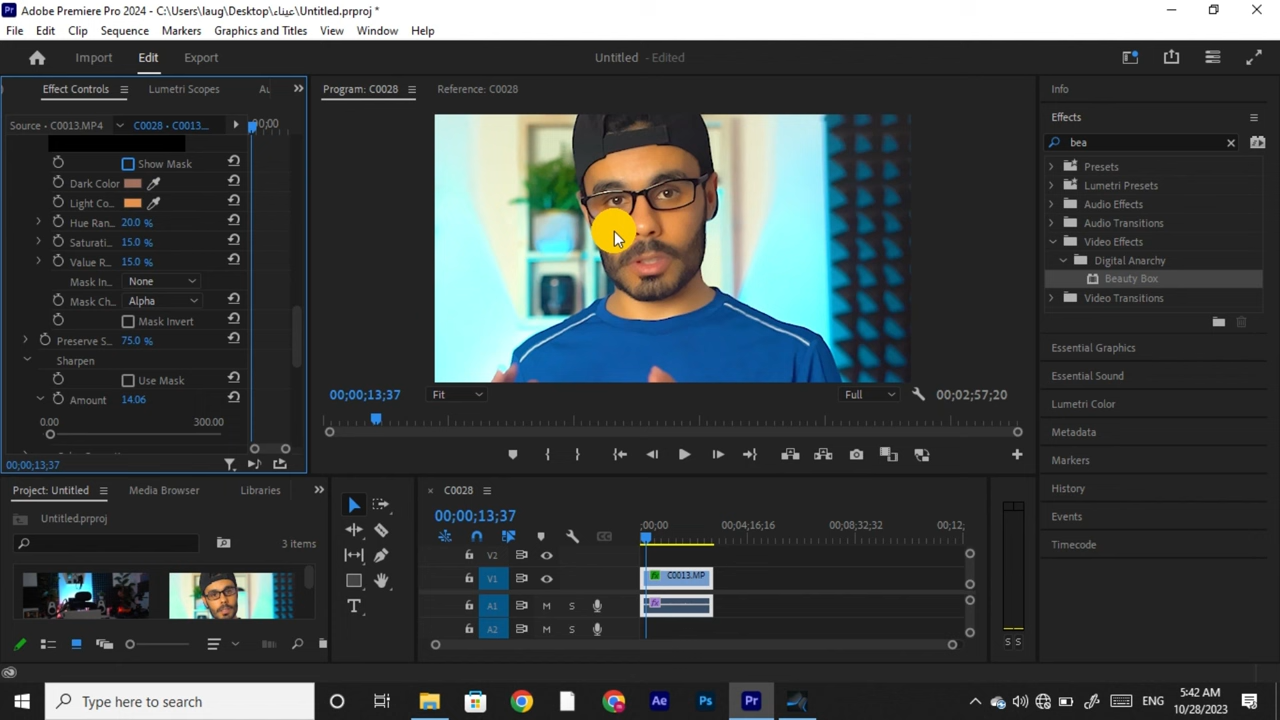 Adobe Premiere Pro 2024 - C:\Users\laug\Desktop\عيناء\Untitled.prproj *
File Edit Clip Sequence Markers Graphics and Titles View Window Help
Import Edit Export
Untitled - Edited
Effect Controls
Lumetri Scopes
Source • C0013.MP4
C0028 • C0013...
00;00
Show Mask
Dark Color
Light Co...
Hue Ran... 20.0 %
Saturati... 15.0 %
Value R... 15.0 %
Mask In... None
Mask Ch... Alpha
Mask Invert
Preserve S... 75.0 %
Sharpen
Use Mask
Amount 14.06
0.00 300.00
00;00;13;37
Program: C0028
Reference: C0028
00;00;13;37
Fit
Full
00;02;57;20
Info
Effects
bea
Presets
Lumetri Presets
Audio Effects
Audio Transitions
Video Effects
Digital Anarchy
Beauty Box
Video Transitions
Essential Graphics
Essential Sound
Lumetri Color
Metadata
Markers
History
Events
Timecode
Project: Untitled
Media Browser
Libraries
Untitled.prproj
3 items
C0028
00;00;13;37
;00;00 00;04;16;16 00;08;32;32 00;12;
V2
V1
C0013.MP
A1 M S
A2 M S
S S
Type here to search
Ae Ps Pr
ENG
5:42 AM
10/28/2023